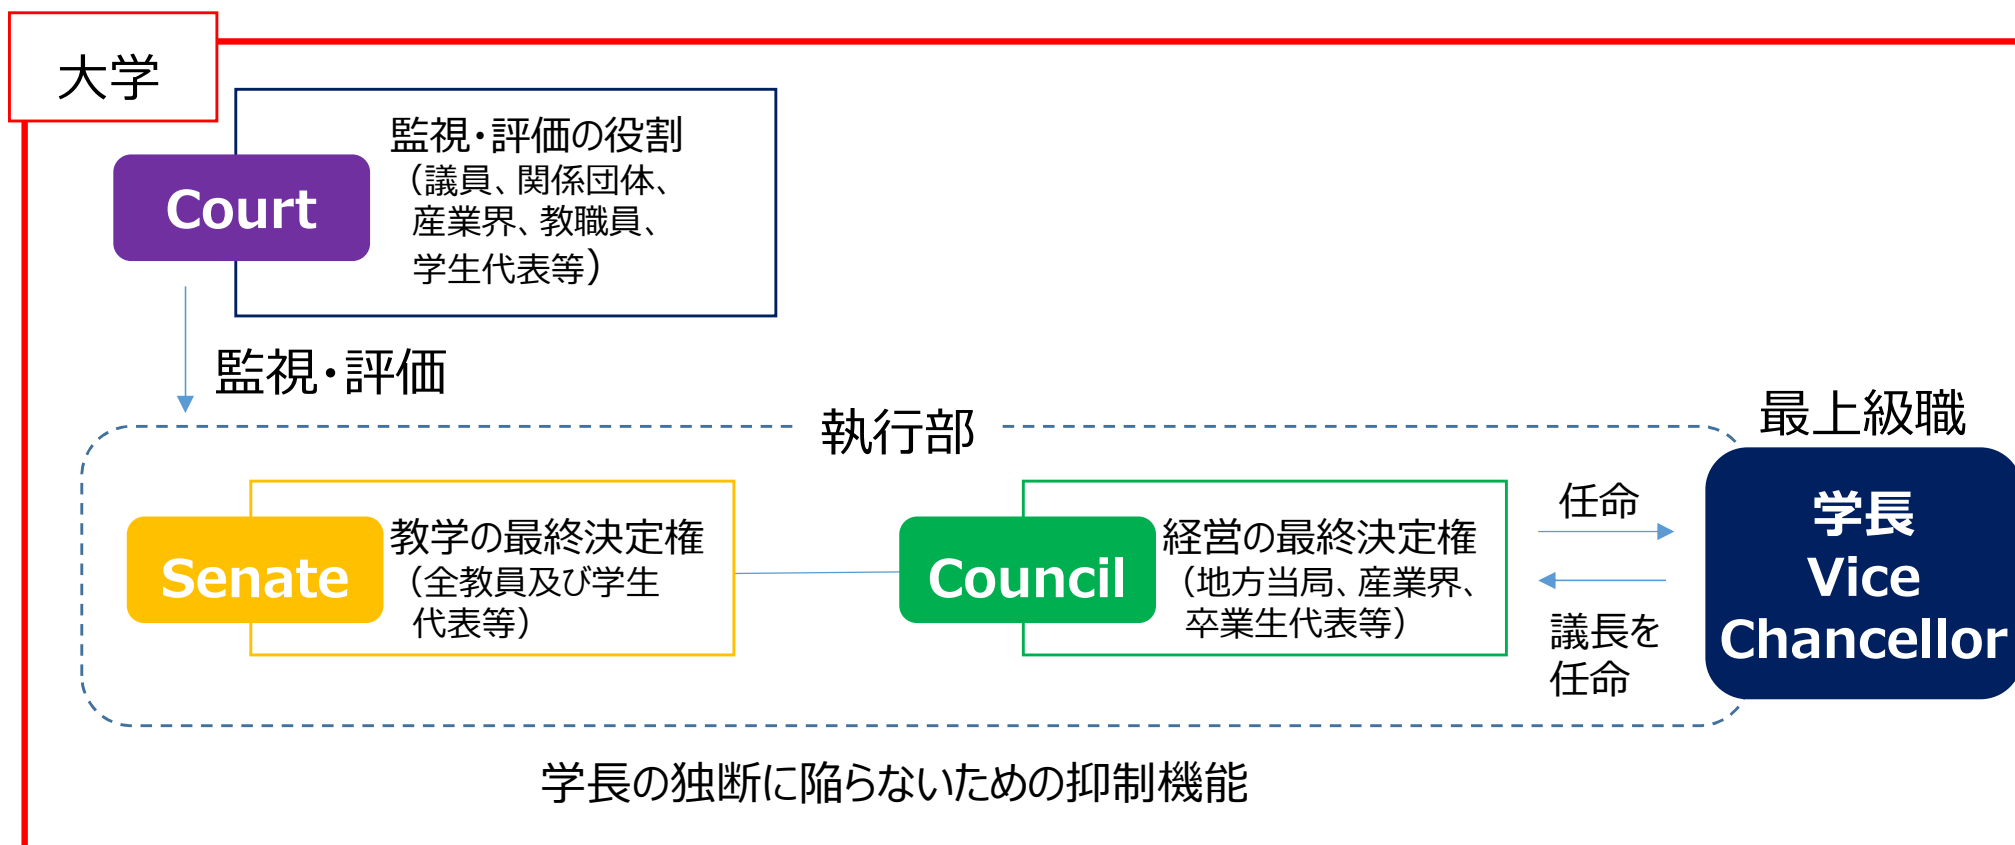 大学
監視・評価の役割
（議員、関係団体、
産業界、教職員、
学生代表等）
Court
監視・評価
執行部
最上級職
Senate
教学の最終決定権
（全教員及び学生
代表等）
Council
経営の最終決定権
（地方当局、産業界、
卒業生代表等）
任命
議長を
任命
学長
Vice
Chancellor
学長の独断に陥らないための抑制機能